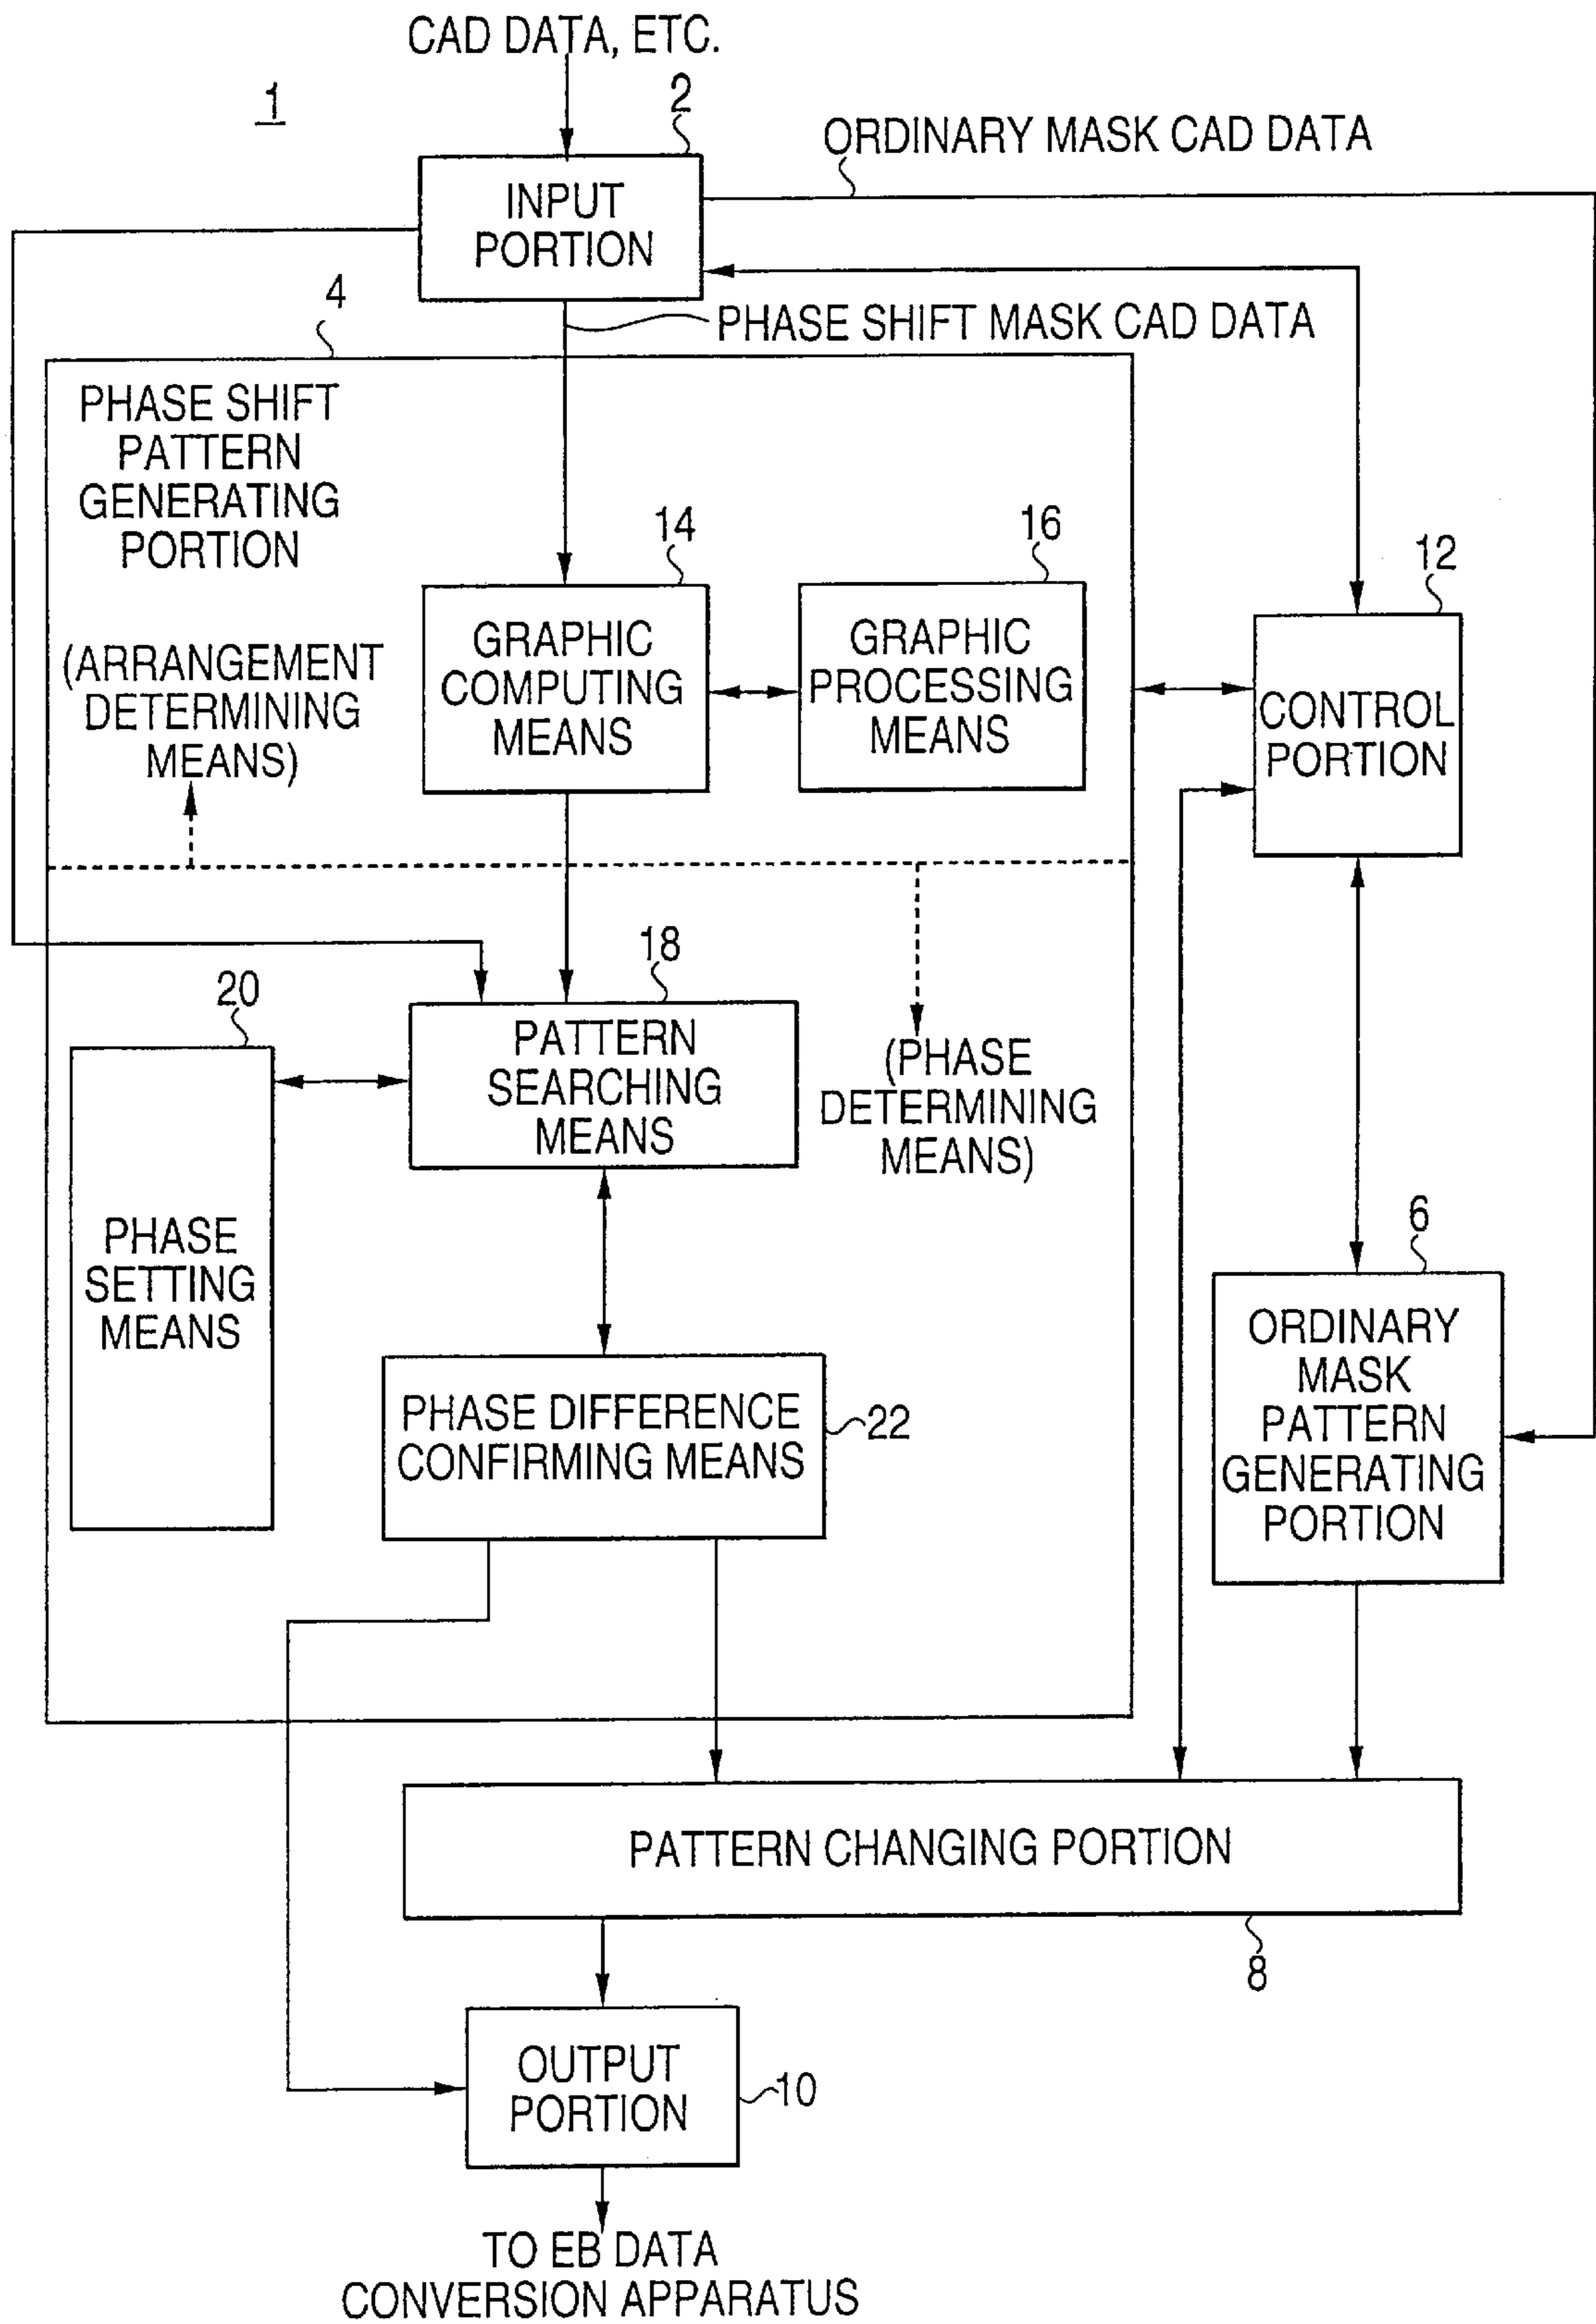 CAD DATA, ETC.
1
2
ORDINARY MASK CAD DATA
INPUT
PORTION
4
PHASE SHIFT MASK CAD DATA
PHASE SHIFT
PATTERN
GENERATING
PORTION
14
16
12
(ARRANGEMENT
DETERMINING
MEANS)
GRAPHIC
COMPUTING
MEANS
GRAPHIC
PROCESSING
MEANS
CONTROL
PORTION
18
20
PATTERN
SEARCHING
MEANS
(PHASE
DETERMINING
MEANS)
PHASE
SETTING
MEANS
6
ORDINARY
MASK
PATTERN
GENERATING
PORTION
PHASE DIFFERENCE
CONFIRMING MEANS
22
PATTERN CHANGING PORTION
8
OUTPUT
PORTION
10
TO EB DATA
CONVERSION APPARATUS